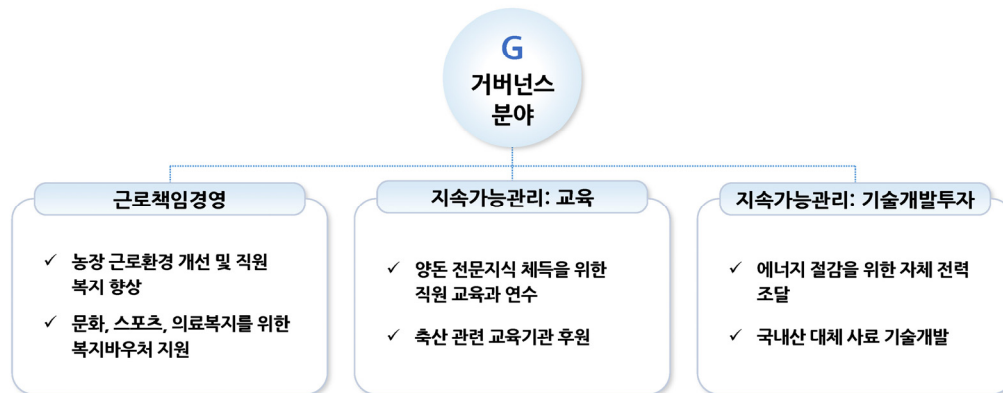 G
거버넌스
분야
근로책임경영
✓ 농장 근로환경 개선 및 직원
복지 향상
✓ 문화, 스포츠, 의료복지를 위한
복지바우처 지원
지속가능관리: 교육
✓ 양돈 전문지식 체득을 위한
직원 교육과 연수
✓ 축산 관련 교육기관 후원
지속가능관리: 기술개발투자
✓ 에너지 절감을 위한 자체 전력
조달
✓ 국내산 대체 사료 기술개발